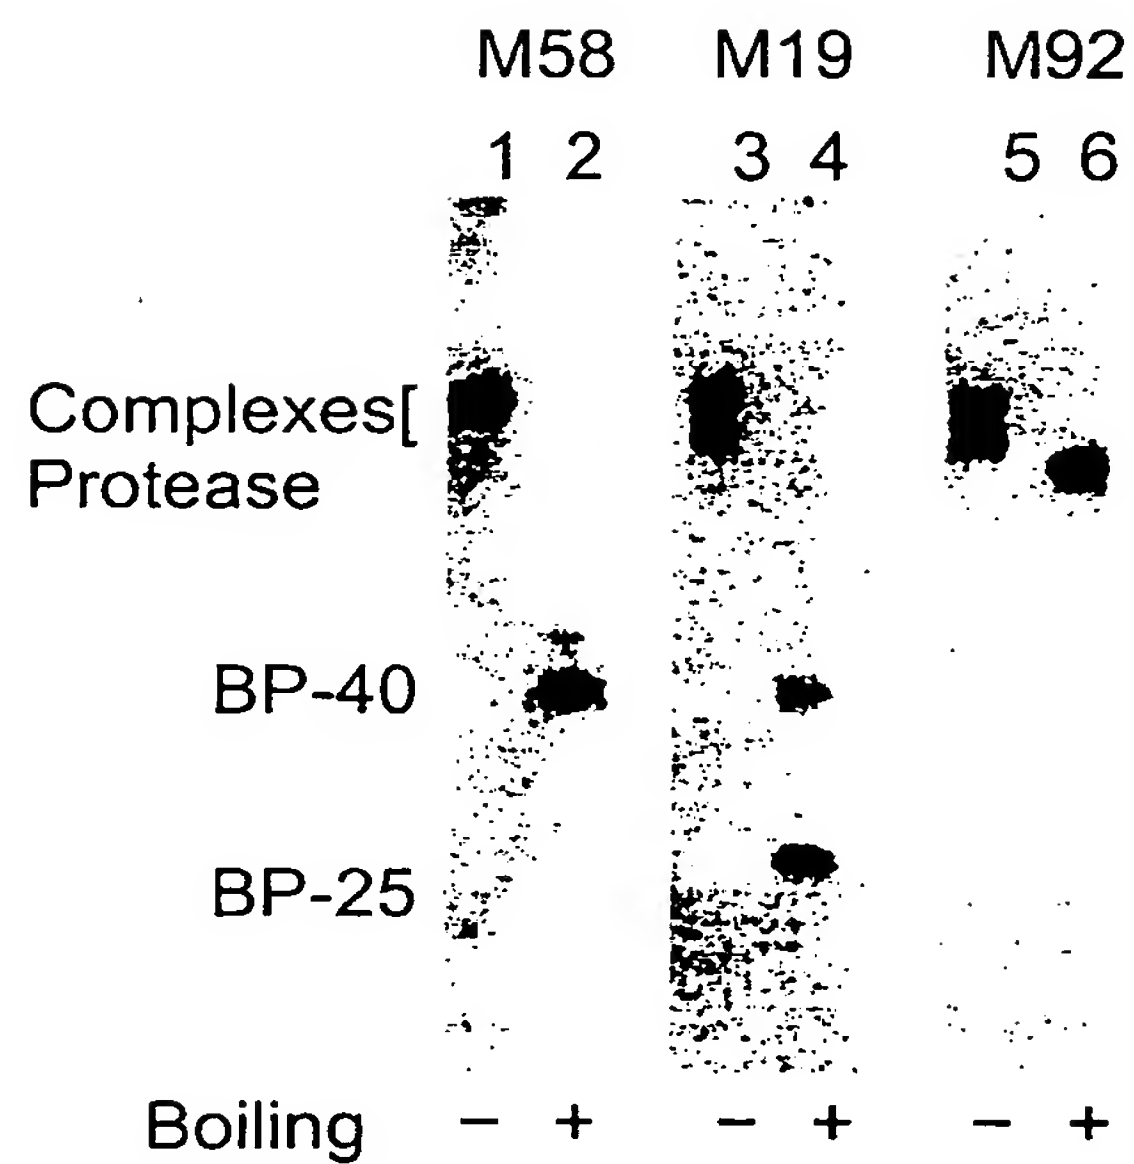 M58 M19 M92
1 2 3 4 5 6
Complexes[
Protease
BP-40
BP-25
Boiling – + – + – +